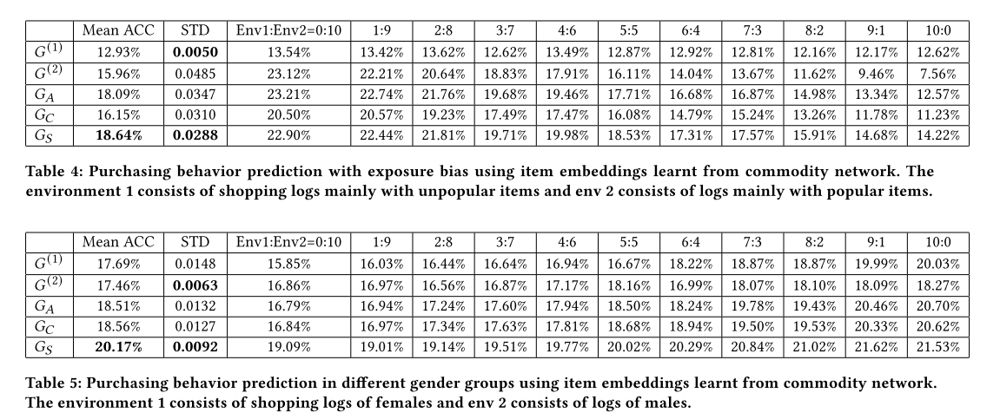 Mean ACC STD Env1:Env2=0:10 1:9 2:8 3:7 4:6 5:5 6:4 7:3 8:2 9:1 10:0
G(1) 12.93% 0.0050 13.54% 13.42% 13.62% 12.62% 13.49% 12.87% 12.92% 12.81% 12.16% 12.17% 12.62%
G(2) 15.96% 0.0485 23.12% 22.21% 20.64% 18.83% 17.91% 16.11% 14.04% 13.67% 11.62% 9.46% 7.56%
GA 18.09% 0.0347 23.21% 22.74% 21.76% 19.68% 19.46% 17.71% 16.68% 16.87% 14.98% 13.34% 12.57%
GC 16.15% 0.0310 20.50% 20.57% 19.23% 17.49% 17.47% 16.08% 14.79% 15.24% 13.26% 11.78% 11.23%
GS 18.64% 0.0288 22.90% 22.44% 21.81% 19.71% 19.98% 18.53% 17.31% 17.57% 15.91% 14.68% 14.22%
Table 4: Purchasing behavior prediction with exposure bias using item embeddings learnt from commodity network. The
environment 1 consists of shopping logs mainly with unpopular items and env 2 consists of logs mainly with popular items.
Mean ACC STD Env1:Env2=0:10 1:9 2:8 3:7 4:6 5:5 6:4 7:3 8:2 9:1 10:0
G(1) 17.69% 0.0148 15.85% 16.03% 16.44% 16.64% 16.94% 16.67% 18.22% 18.87% 18.87% 19.99% 20.03%
G(2) 17.46% 0.0063 16.86% 16.97% 16.56% 16.87% 17.17% 18.16% 16.99% 18.07% 18.10% 18.09% 18.27%
GA 18.51% 0.0132 16.79% 16.94% 17.24% 17.60% 17.94% 18.50% 18.24% 19.78% 19.43% 20.46% 20.70%
GC 18.56% 0.0127 16.84% 16.97% 17.34% 17.63% 17.81% 18.68% 18.94% 19.50% 19.53% 20.33% 20.62%
GS 20.17% 0.0092 19.09% 19.01% 19.14% 19.51% 19.77% 20.02% 20.29% 20.84% 21.02% 21.62% 21.53%
Table 5: Purchasing behavior prediction in different gender groups using item embeddings learnt from commodity network.
The environment 1 consists of shopping logs of females and env 2 consists of logs of males.